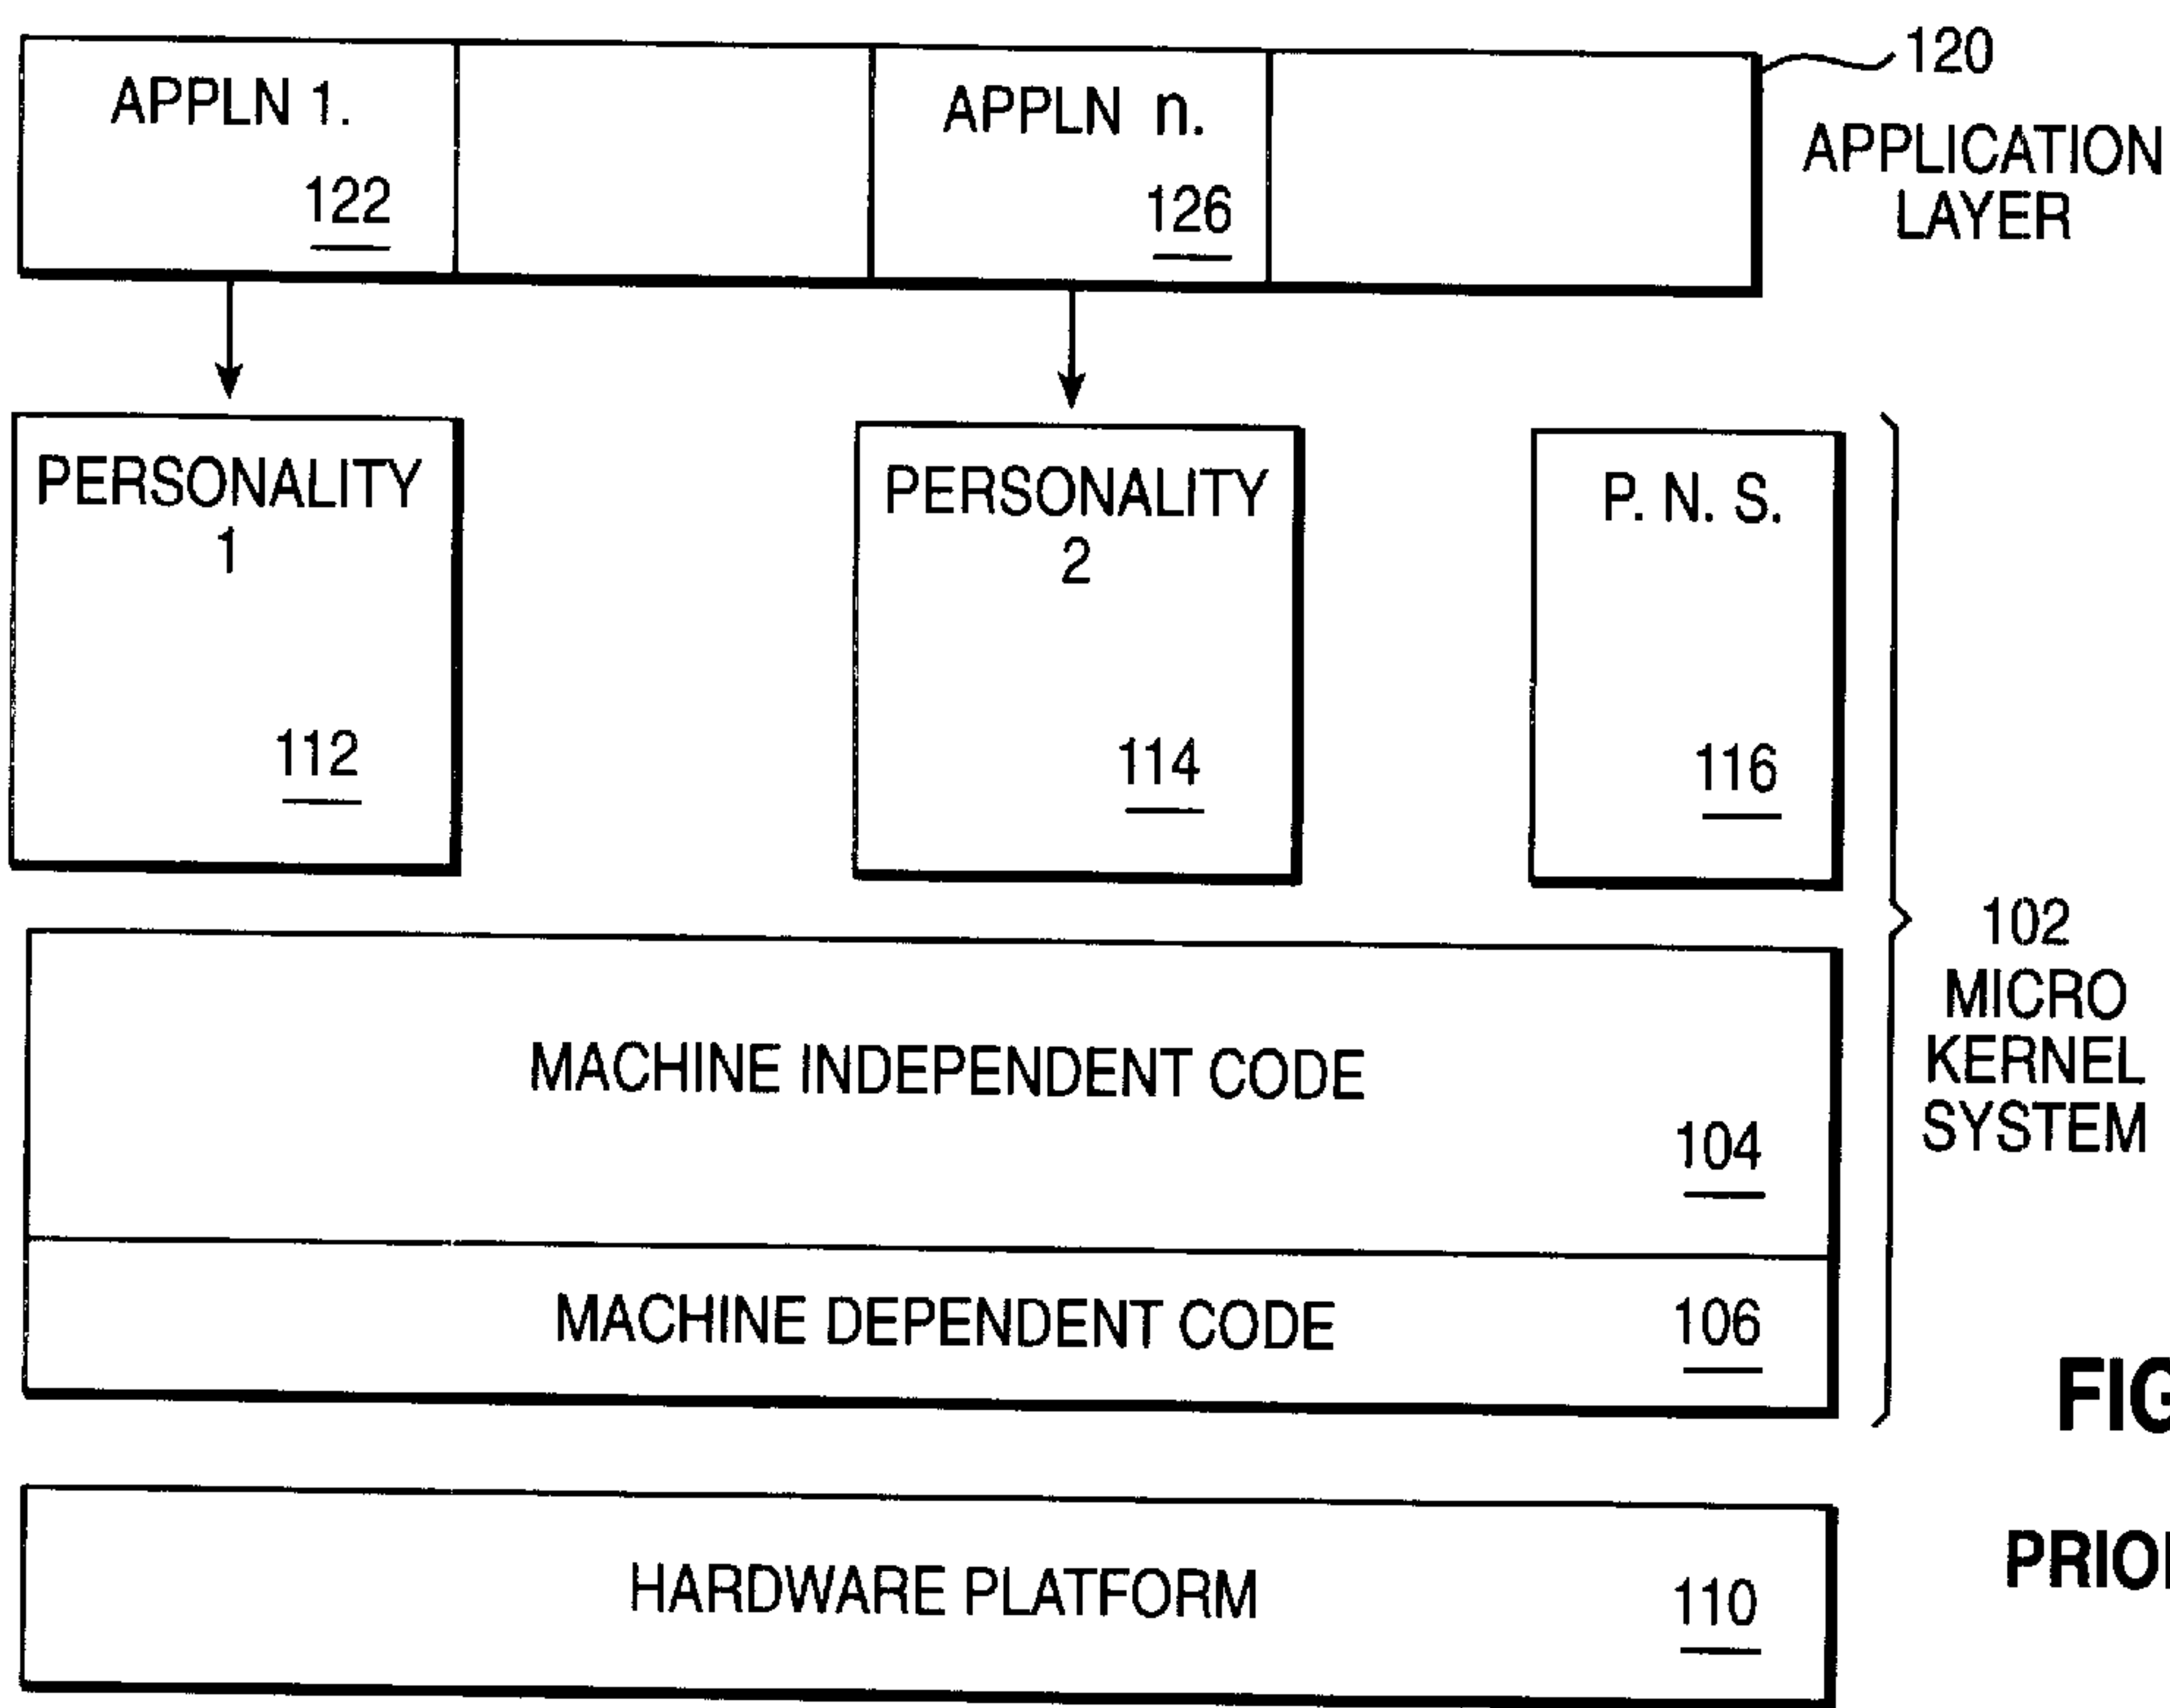 APPLN 1.
122
APPLN n.
126
120
APPLICATION
LAYER
PERSONALITY
1
112
PERSONALITY
2
114
P. N. S.
116
102
MICRO
KERNEL
SYSTEM
MACHINE INDEPENDENT CODE
104
MACHINE DEPENDENT CODE
106
HARDWARE PLATFORM
110